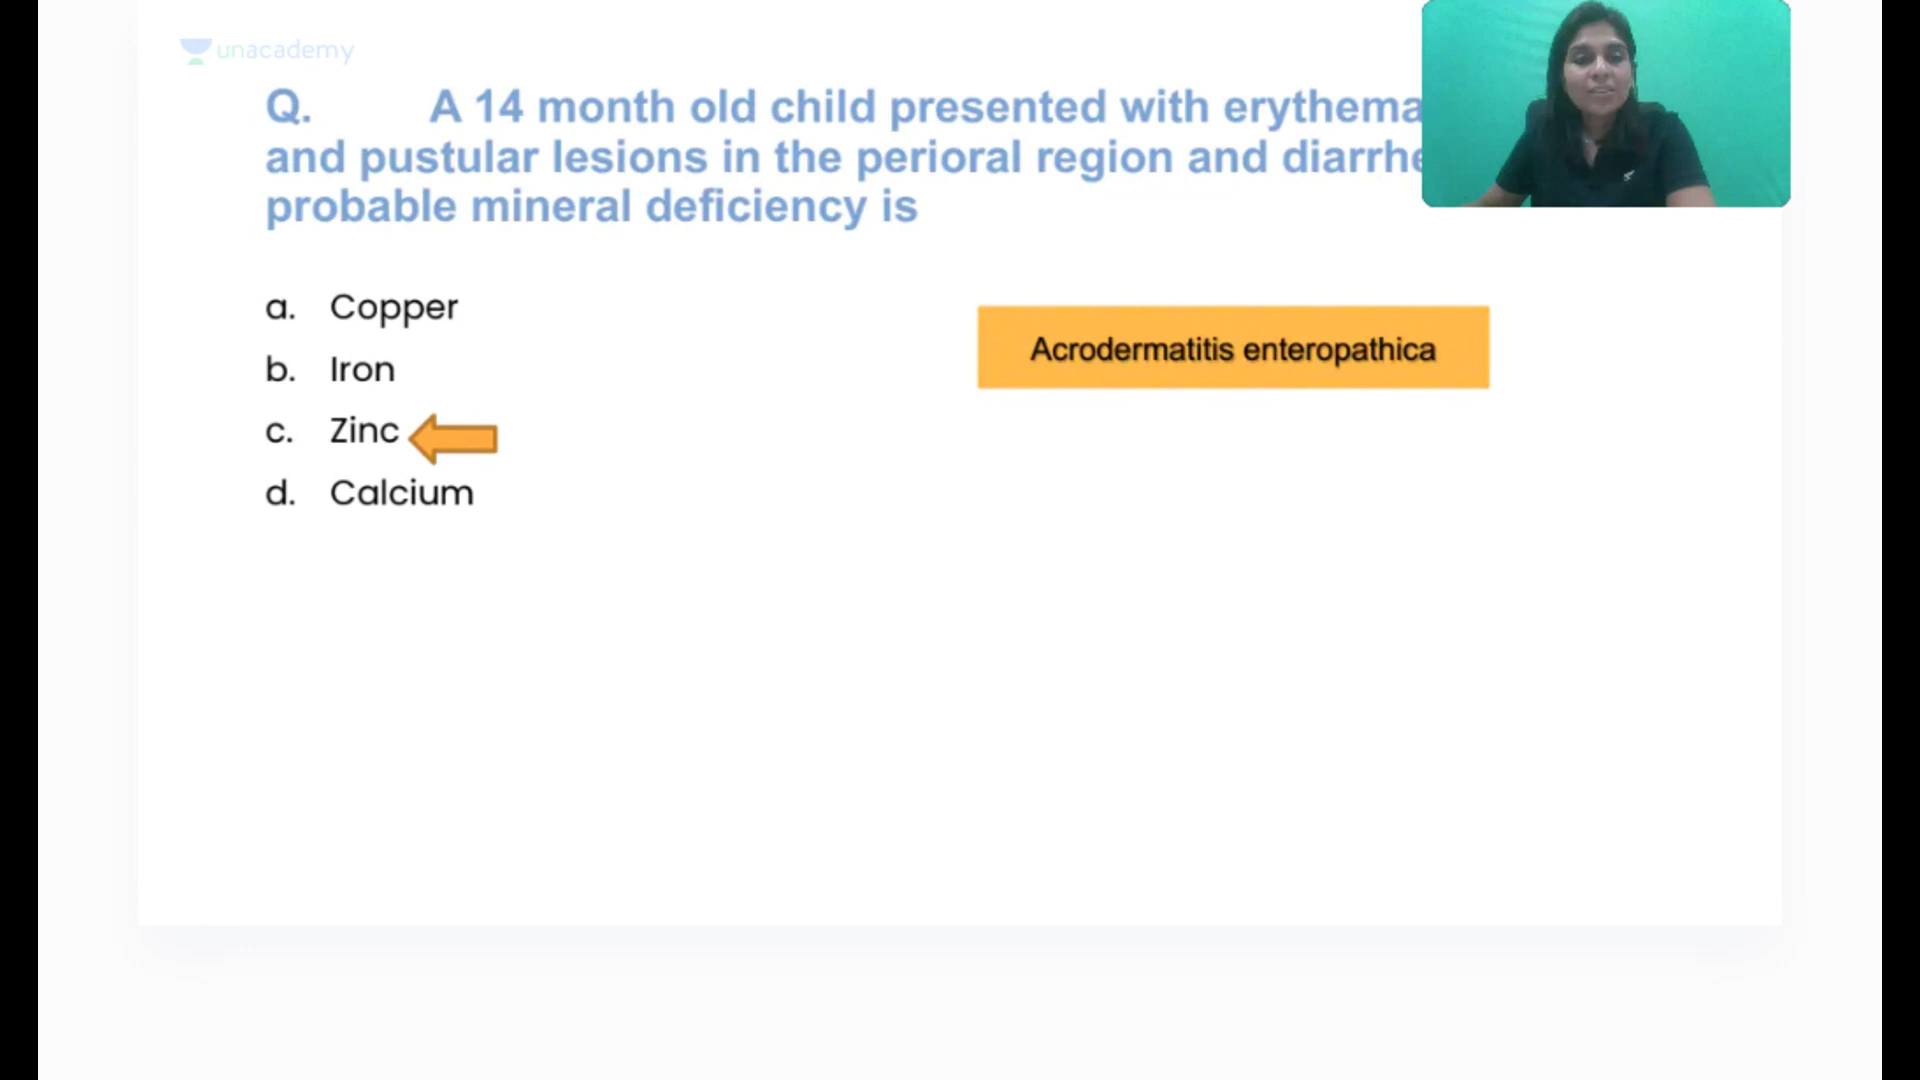 unacademy
Q. A 14 month old child presented with erythema
and pustular lesions in the perioral region and diarrhe
probable mineral deficiency is
a. Copper
b. Iron
c. Zinc
d. Calcium
Acrodermatitis enteropathica